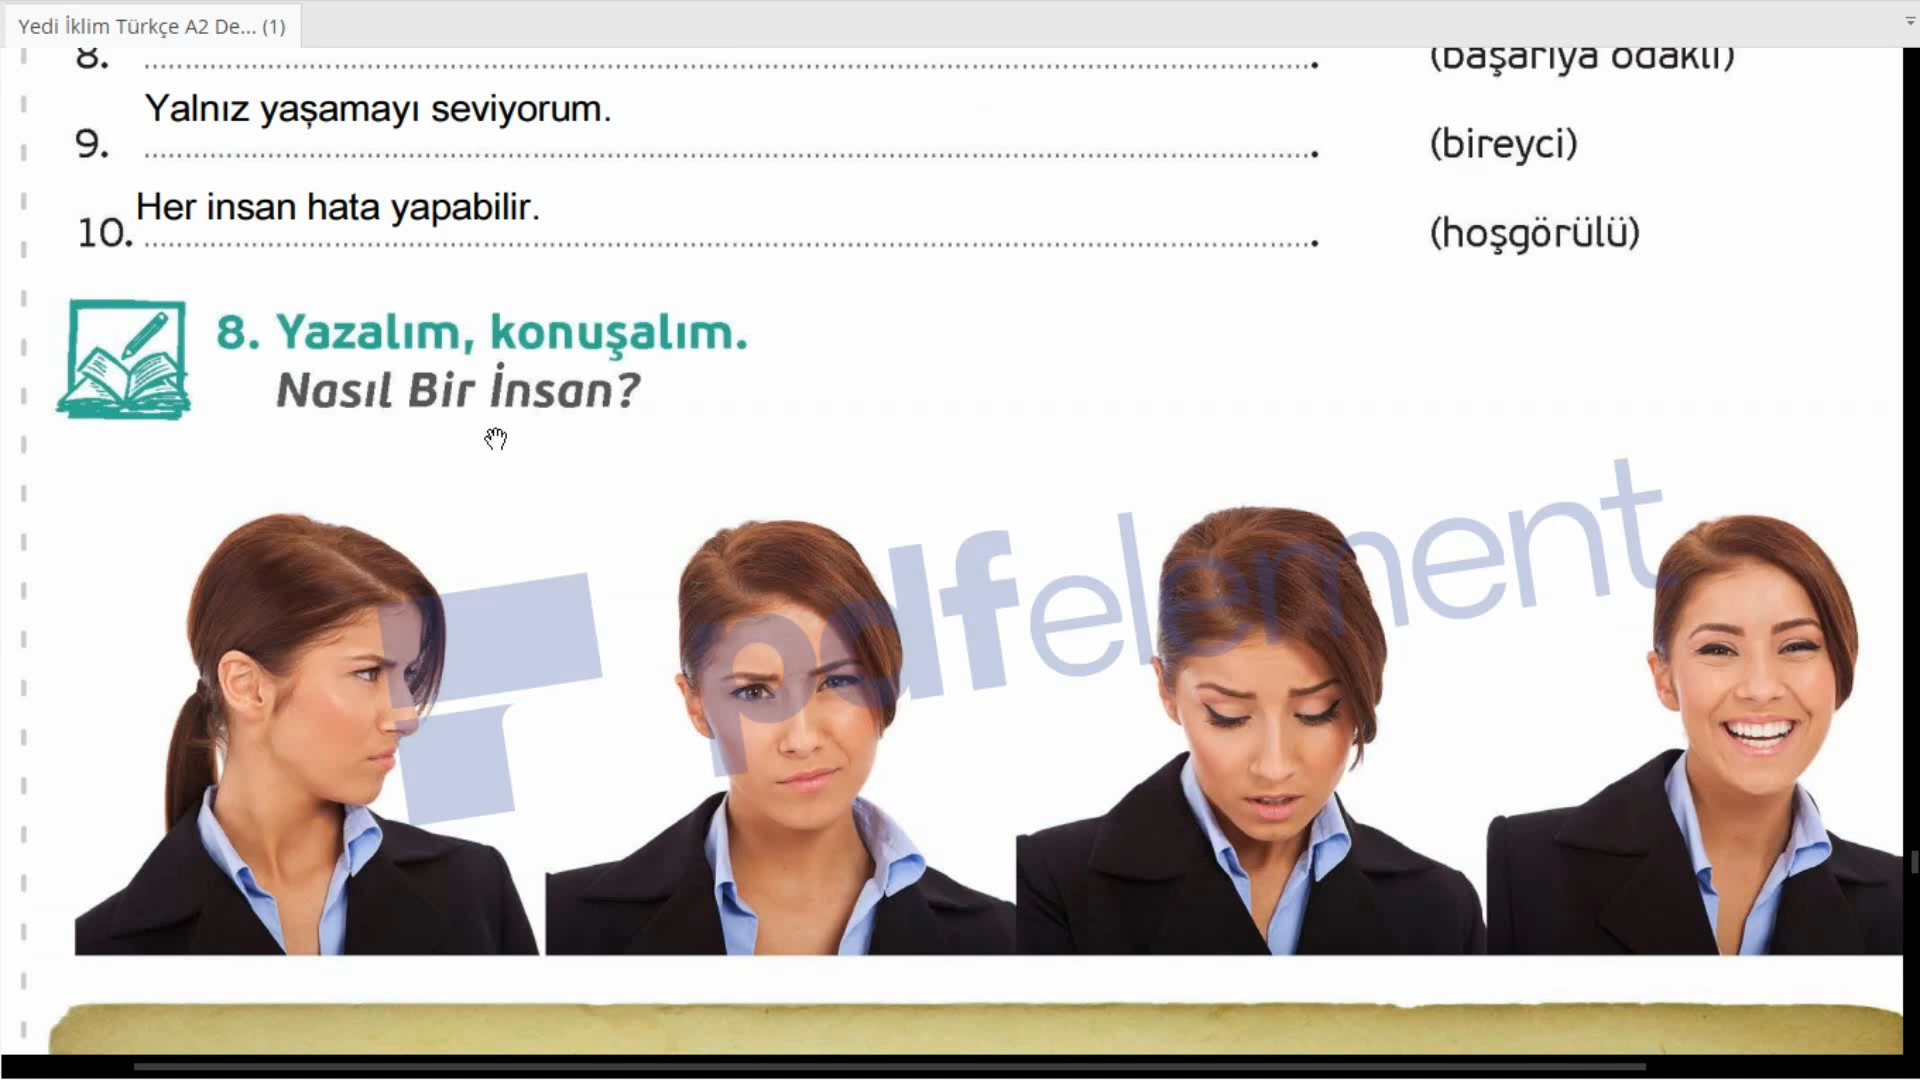 Yedi İklim Türkçe A2 De... (1)
8. (başarıya odaklı)
Yalnız yaşamayı seviyorum.
9. (bireyci)
Her insan hata yapabilir.
10. (hoşgörülü)
8. Yazalım, konuşalım.
Nasıl Bir İnsan?
pdfelement